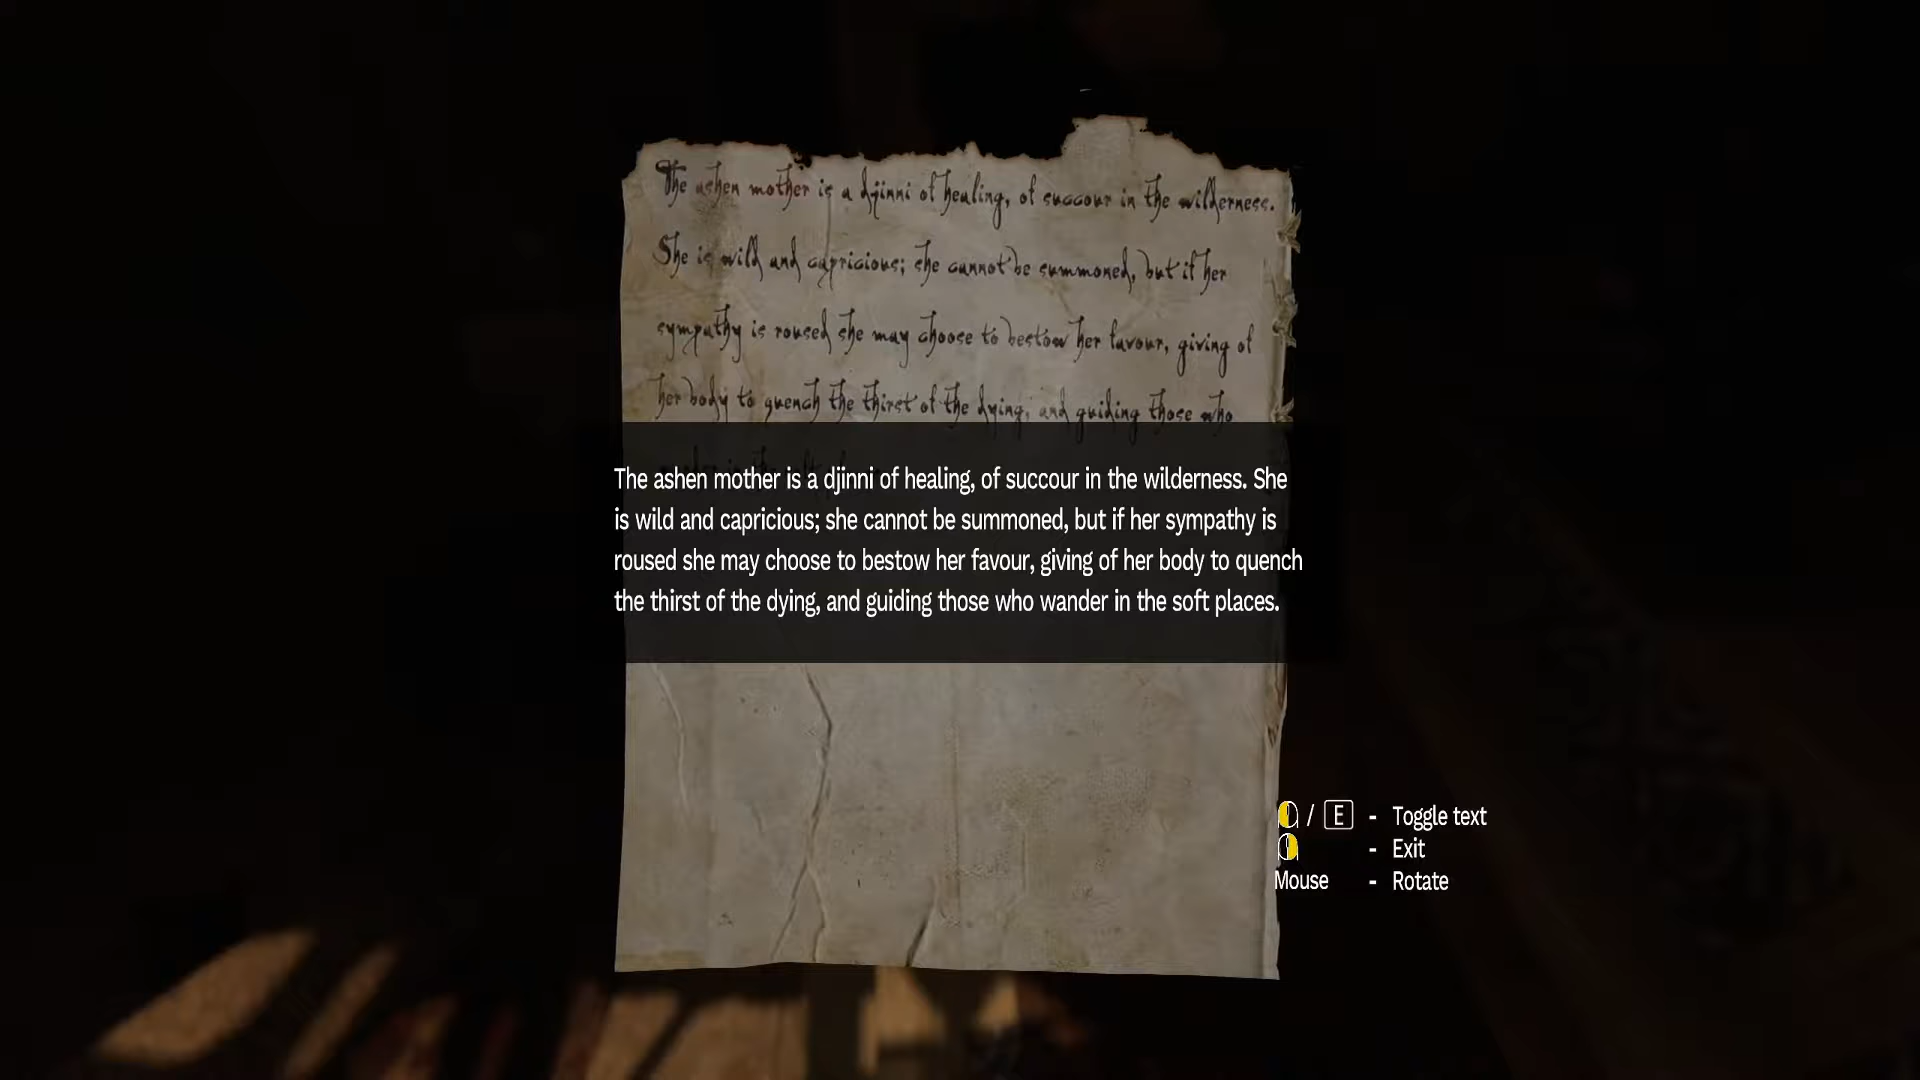 The ashen mother is a djinni of healing, of succour in the wilderness.
She is wild and capricious; she cannot be summoned, but if her
sympathy is roused she may choose to bestow her favour, giving of
her body to quench the thirst of the dying, and guiding those who
The ashen mother is a djinni of healing, of succour in the wilderness. She
is wild and capricious; she cannot be summoned, but if her sympathy is
roused she may choose to bestow her favour, giving of her body to quench
the thirst of the dying, and guiding those who wander in the soft places.
/ E - Toggle text
- Exit
Mouse - Rotate